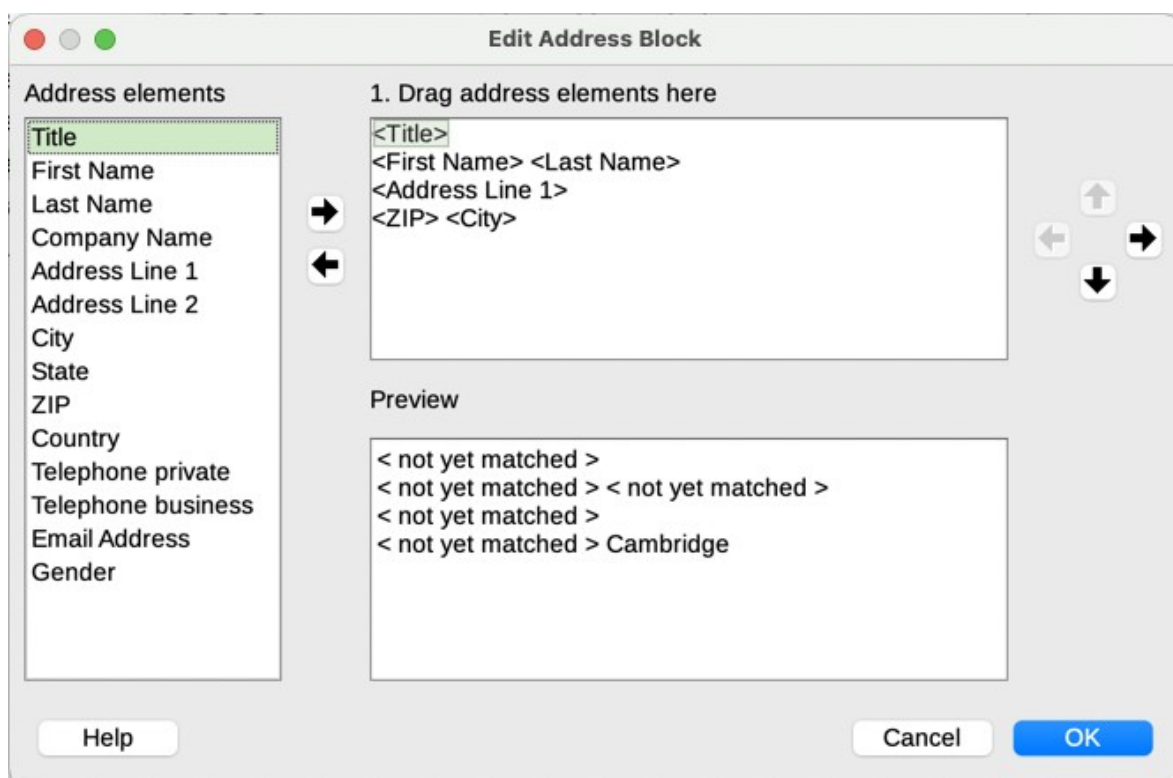 Edit Address Block
Address elements
Title
First Name
Last Name
Company Name
Address Line 1
Address Line 2
City
State
ZIP
Country
Telephone private
Telephone business
Email Address
Gender
1. Drag address elements here
<Title>
<First Name> <Last Name>
<Address Line 1>
<ZIP> <City>
Preview
< not yet matched >
< not yet matched > < not yet matched >
< not yet matched >
< not yet matched > Cambridge
Help
Cancel
OK